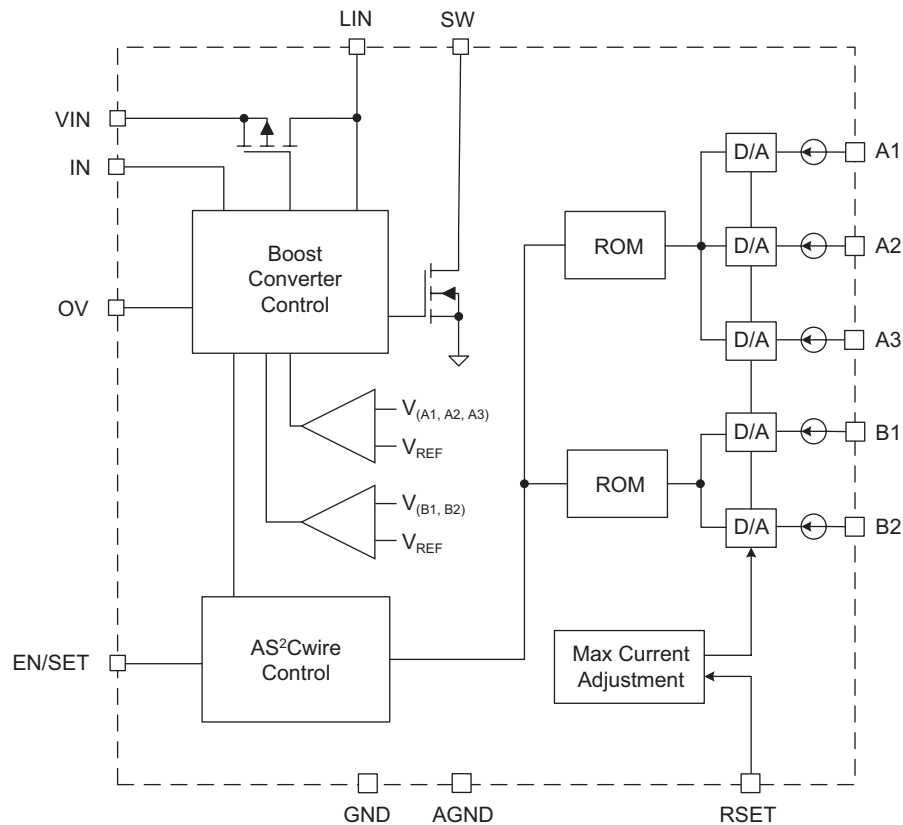 LIN
SW
VIN
IN
OV
EN/SET
Boost
Converter
Control
V(A1, A2, A3)
VREF
V(B1, B2)
VREF
AS²Cwire
Control
ROM
ROM
D/A
A1
D/A
A2
D/A
A3
D/A
B1
D/A
B2
Max Current
Adjustment
GND
AGND
RSET